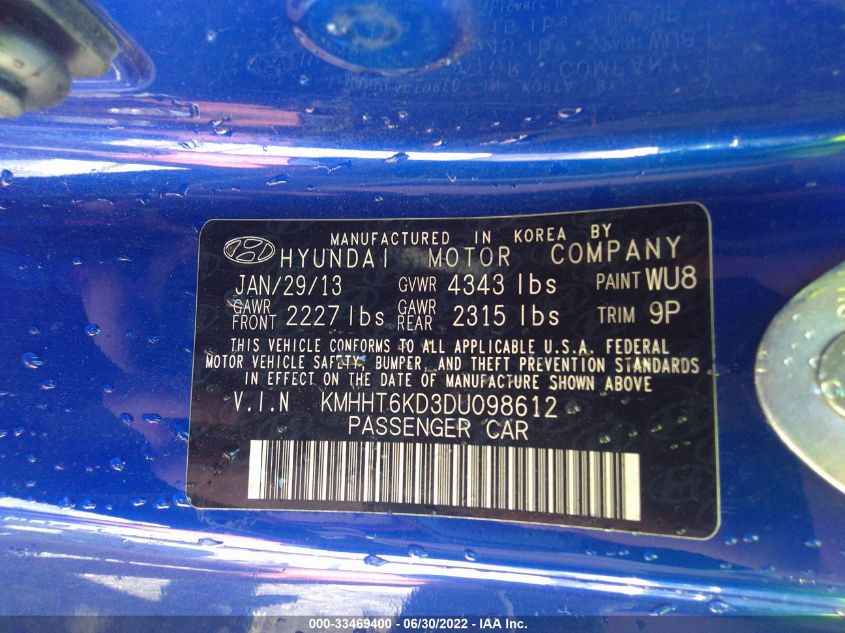 MANUFACTURED IN KOREA BY
HYUNDAI MOTOR COMPANY
JAN/29/13 GVWR 4343 lbs PAINT WU8
GAWR FRONT 2227 lbs GAWR REAR 2315 lbs TRIM 9P
THIS VEHICLE CONFORMS TO ALL APPLICABLE U.S.A. FEDERAL
MOTOR VEHICLE SAFETY, BUMPER, AND THEFT PREVENTION STANDARDS
IN EFFECT ON THE DATE OF MANUFACTURE SHOWN ABOVE
V.I.N KMHHT6KD3DU098612
PASSENGER CAR
000-33469400 - 06/30/2022 - IAA Inc.